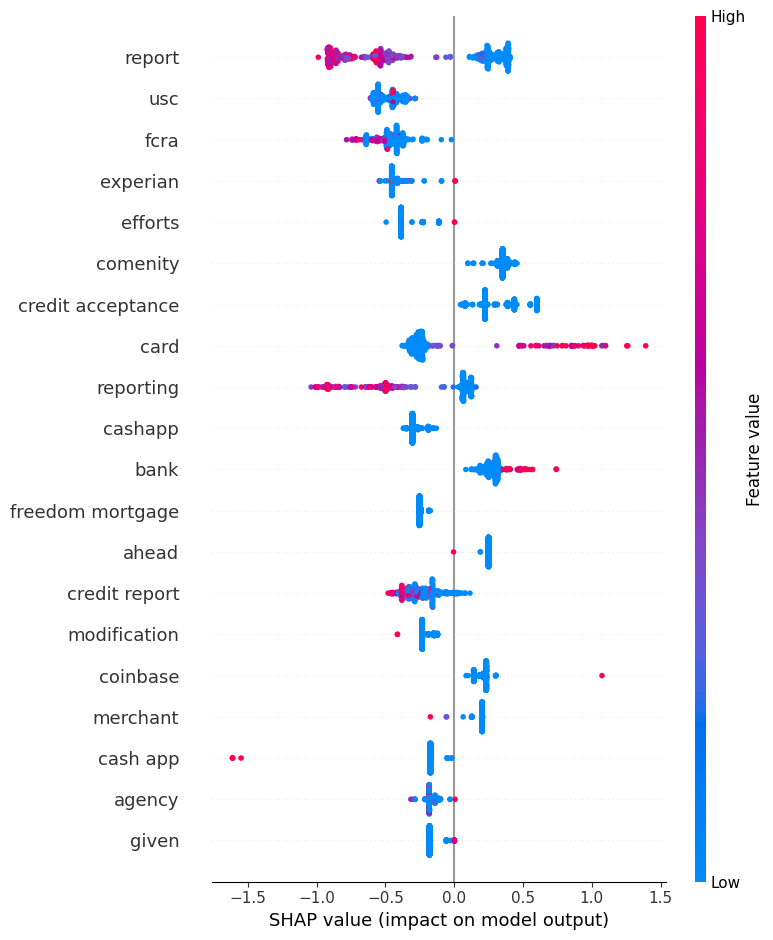 High
report
usc
fcra
experian
efforts
comenity
credit acceptance
card
reporting
cashapp
bank
freedom mortgage
ahead
credit report
modification
coinbase
merchant
cash app
agency
given
Feature value
Low
−1.5 −1.0 −0.5 0.0 0.5 1.0 1.5
SHAP value (impact on model output)